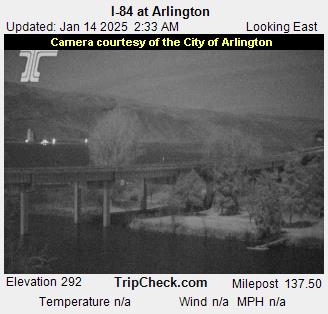 I-84 at Arlington
Updated: Jan 14 2025 2:33 AM Looking East
Camera courtesy of the City of Arlington
Elevation 292 TripCheck.com Milepost 137.50
Temperature n/a Wind n/a MPH n/a